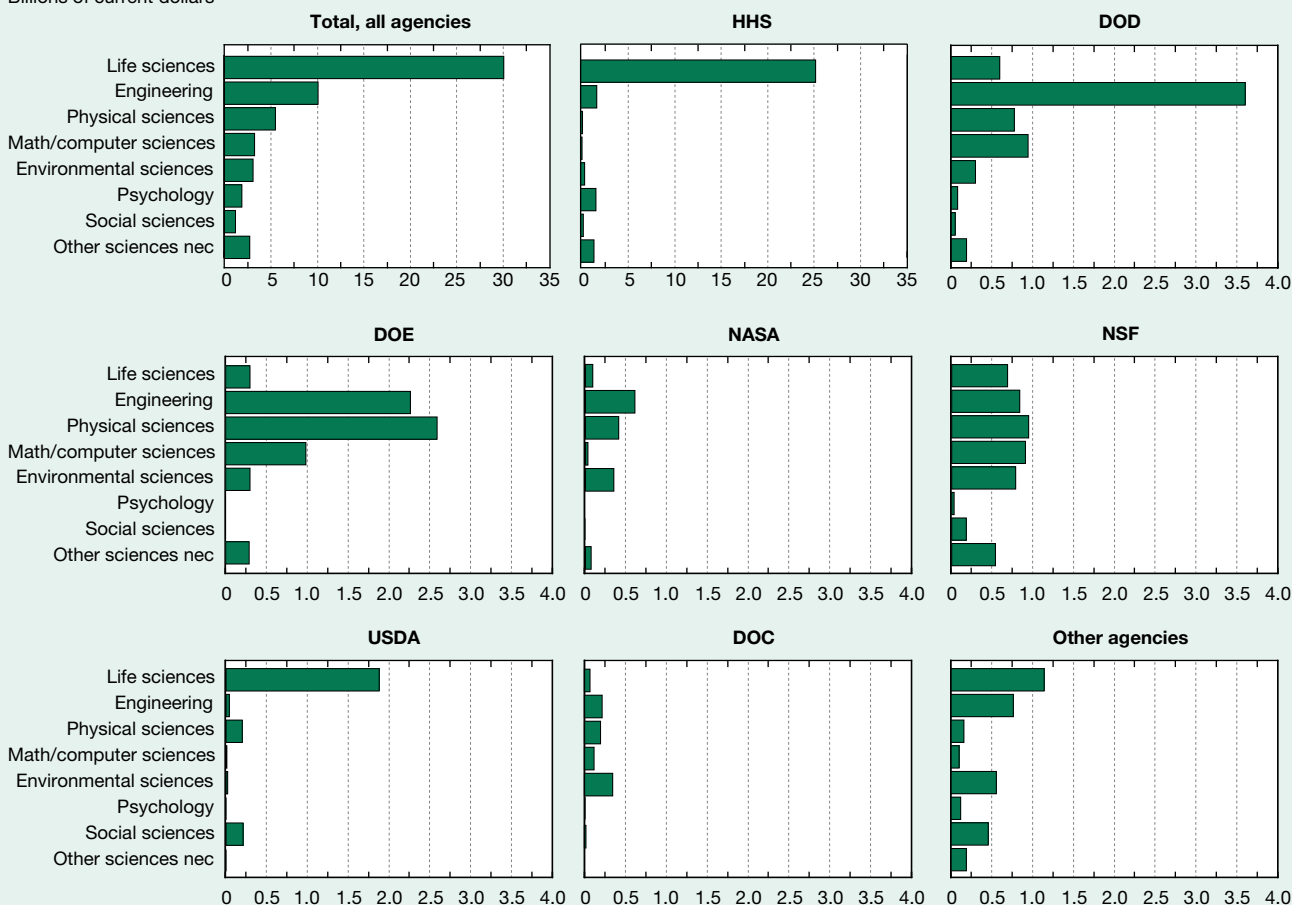 Billions of current dollars
Total, all agencies
HHS
DOD
Life sciences
Engineering
Physical sciences
Math/computer sciences
Environmental sciences
Psychology
Social sciences
Other sciences nec
0 5 10 15 20 25 30 35
0 5 10 15 20 25 30 35
0 0.5 1.0 1.5 2.0 2.5 3.0 3.5 4.0
DOE
NASA
NSF
Life sciences
Engineering
Physical sciences
Math/computer sciences
Environmental sciences
Psychology
Social sciences
Other sciences nec
0 0.5 1.0 1.5 2.0 2.5 3.0 3.5 4.0
0 0.5 1.0 1.5 2.0 2.5 3.0 3.5 4.0
0 0.5 1.0 1.5 2.0 2.5 3.0 3.5 4.0
USDA
DOC
Other agencies
Life sciences
Engineering
Physical sciences
Math/computer sciences
Environmental sciences
Psychology
Social sciences
Other sciences nec
0 0.5 1.0 1.5 2.0 2.5 3.0 3.5 4.0
0 0.5 1.0 1.5 2.0 2.5 3.0 3.5 4.0
0 0.5 1.0 1.5 2.0 2.5 3.0 3.5 4.0